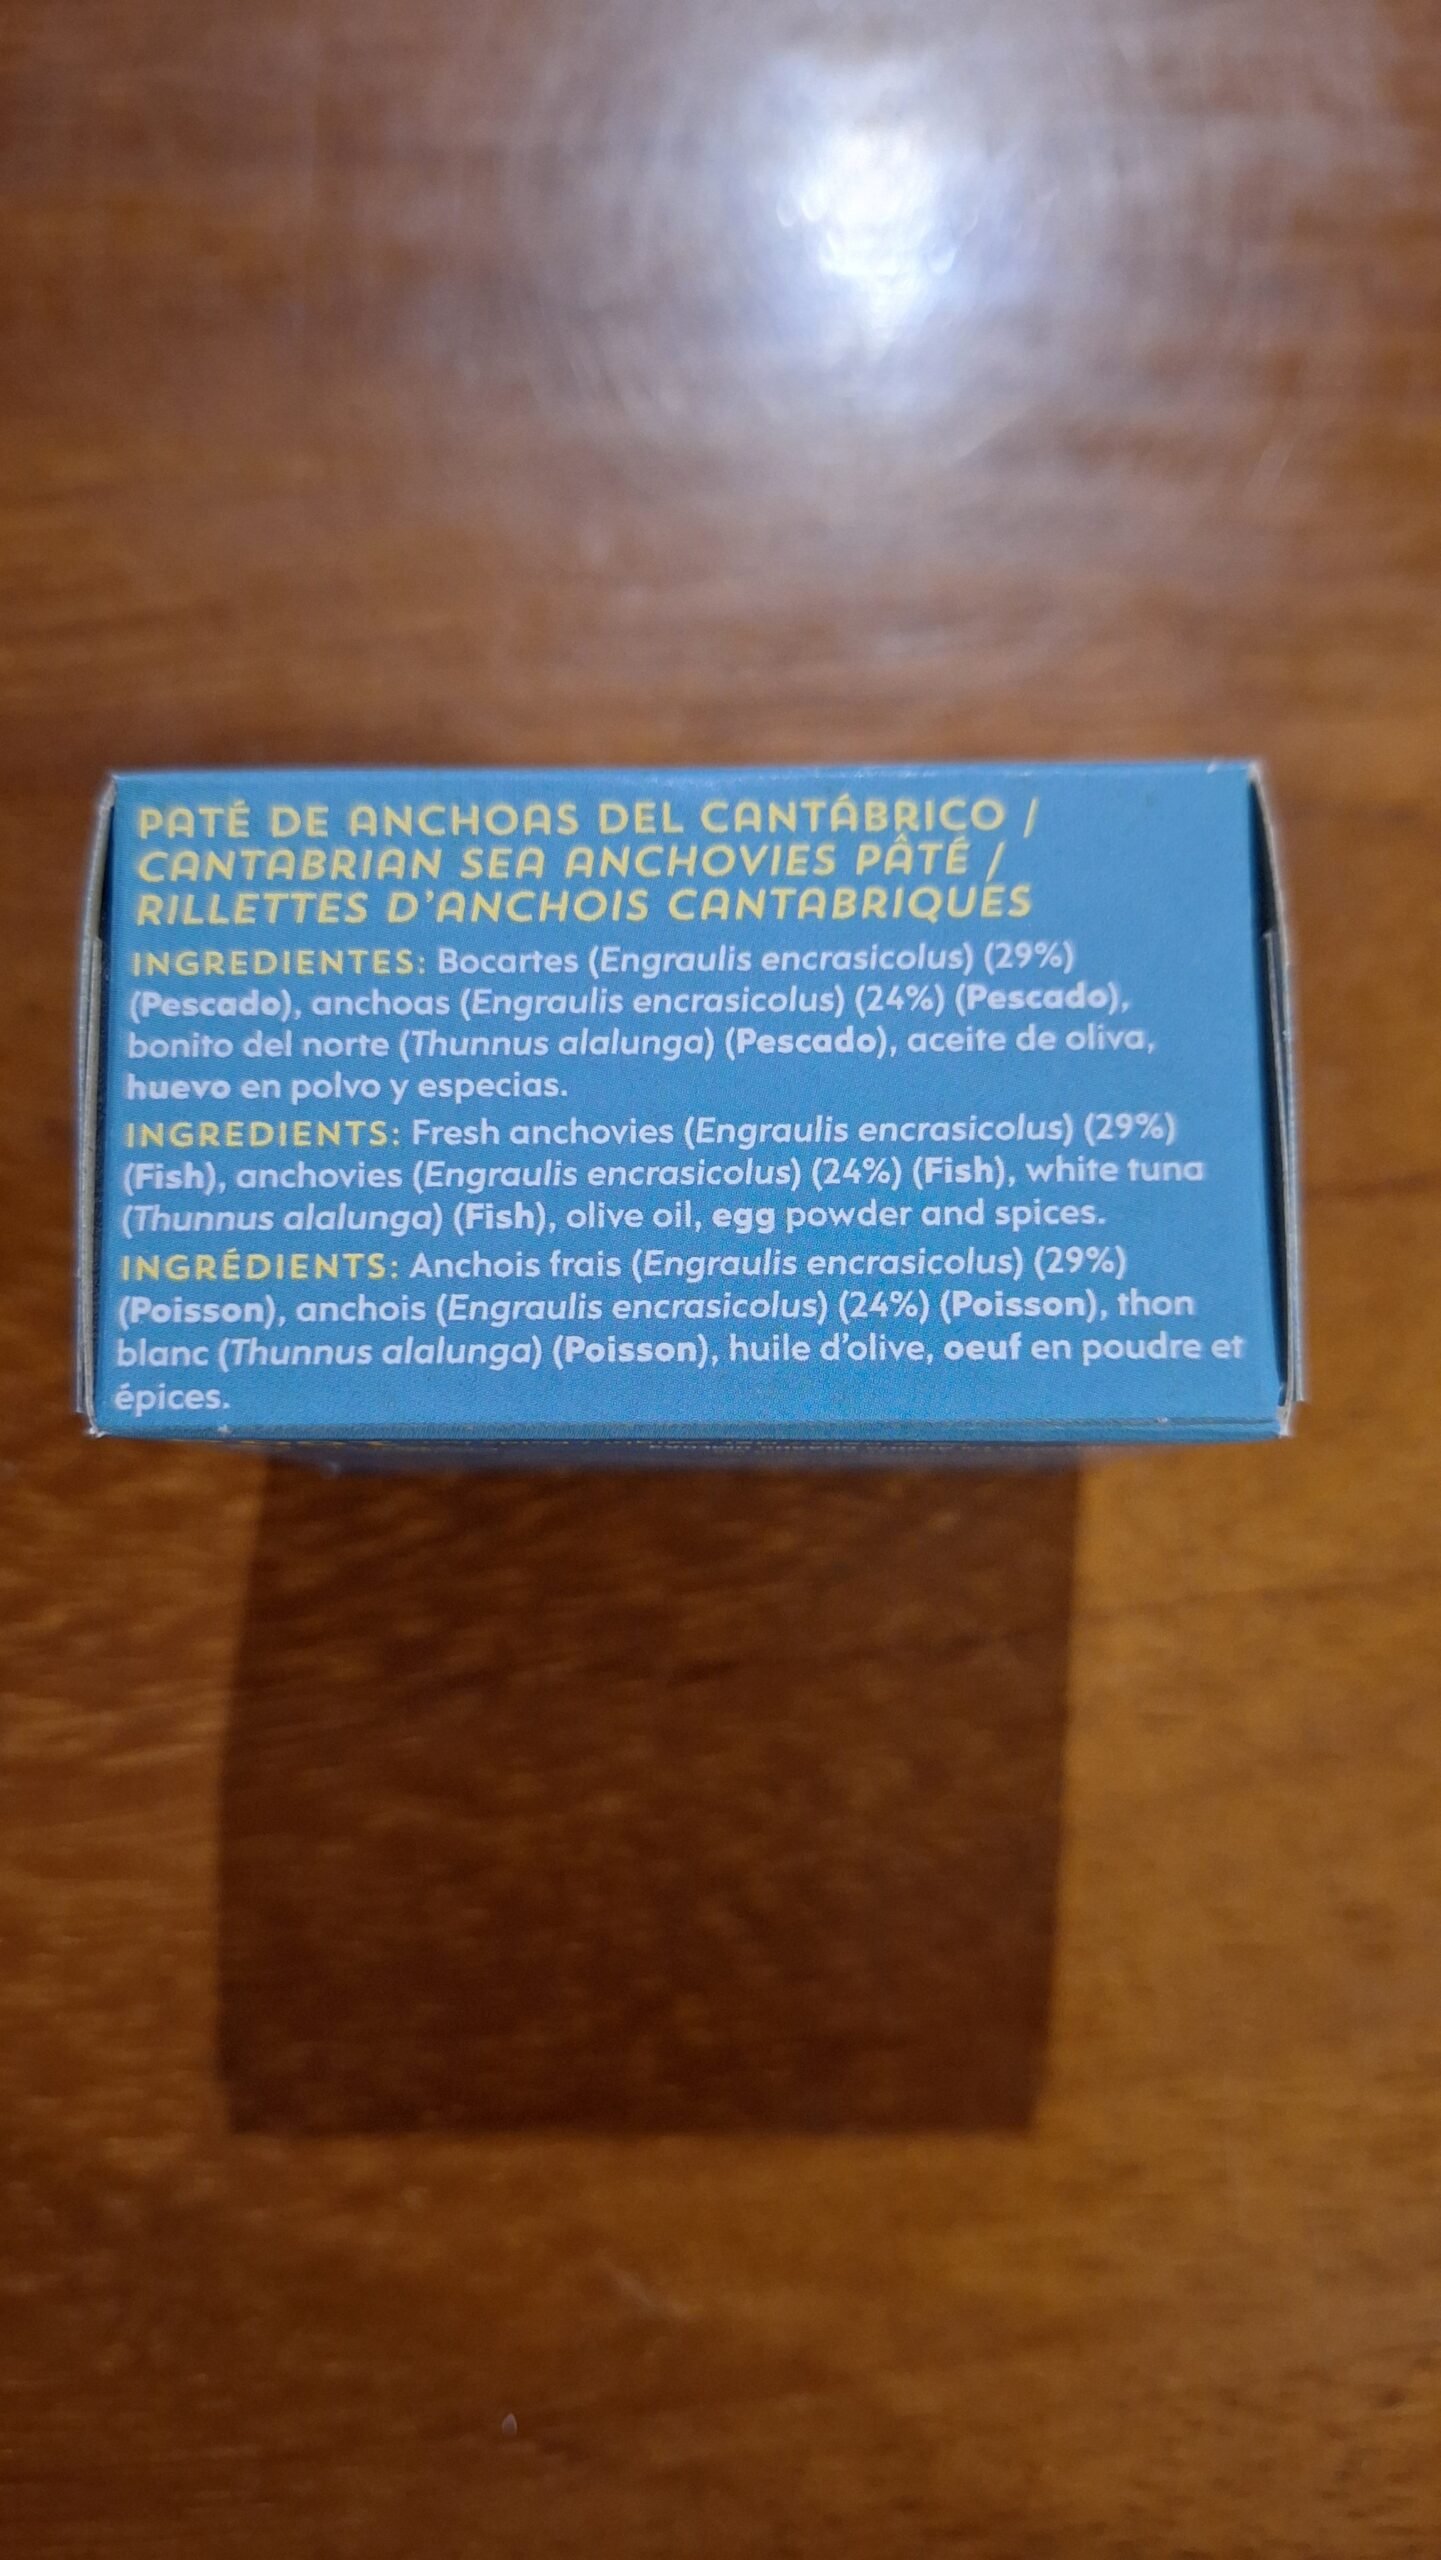 PATÉ DE ANCHOAS DEL CANTÁBRICO /
CANTABRIAN SEA ANCHOVIES PÂTÉ /
RILLETTES D'ANCHOIS CANTABRIQUES
INGREDIENTES: Bocartes (Engraulis encrasicolus) (29%)
(Pescado), anchoas (Engraulis encrasicolus) (24%) (Pescado),
bonito del norte (Thunnus alalunga) (Pescado), aceite de oliva,
huevo en polvo y especias.
INGREDIENTS: Fresh anchovies (Engraulis encrasicolus) (29%)
(Fish), anchovies (Engraulis encrasicolus) (24%) (Fish), white tuna
(Thunnus alalunga) (Fish), olive oil, egg powder and spices.
INGRÉDIENTS: Anchois frais (Engraulis encrasicolus) (29%)
(Poisson), anchois (Engraulis encrasicolus) (24%) (Poisson), thon
blanc (Thunnus alalunga) (Poisson), huile d'olive, oeuf en poudre et
épices.